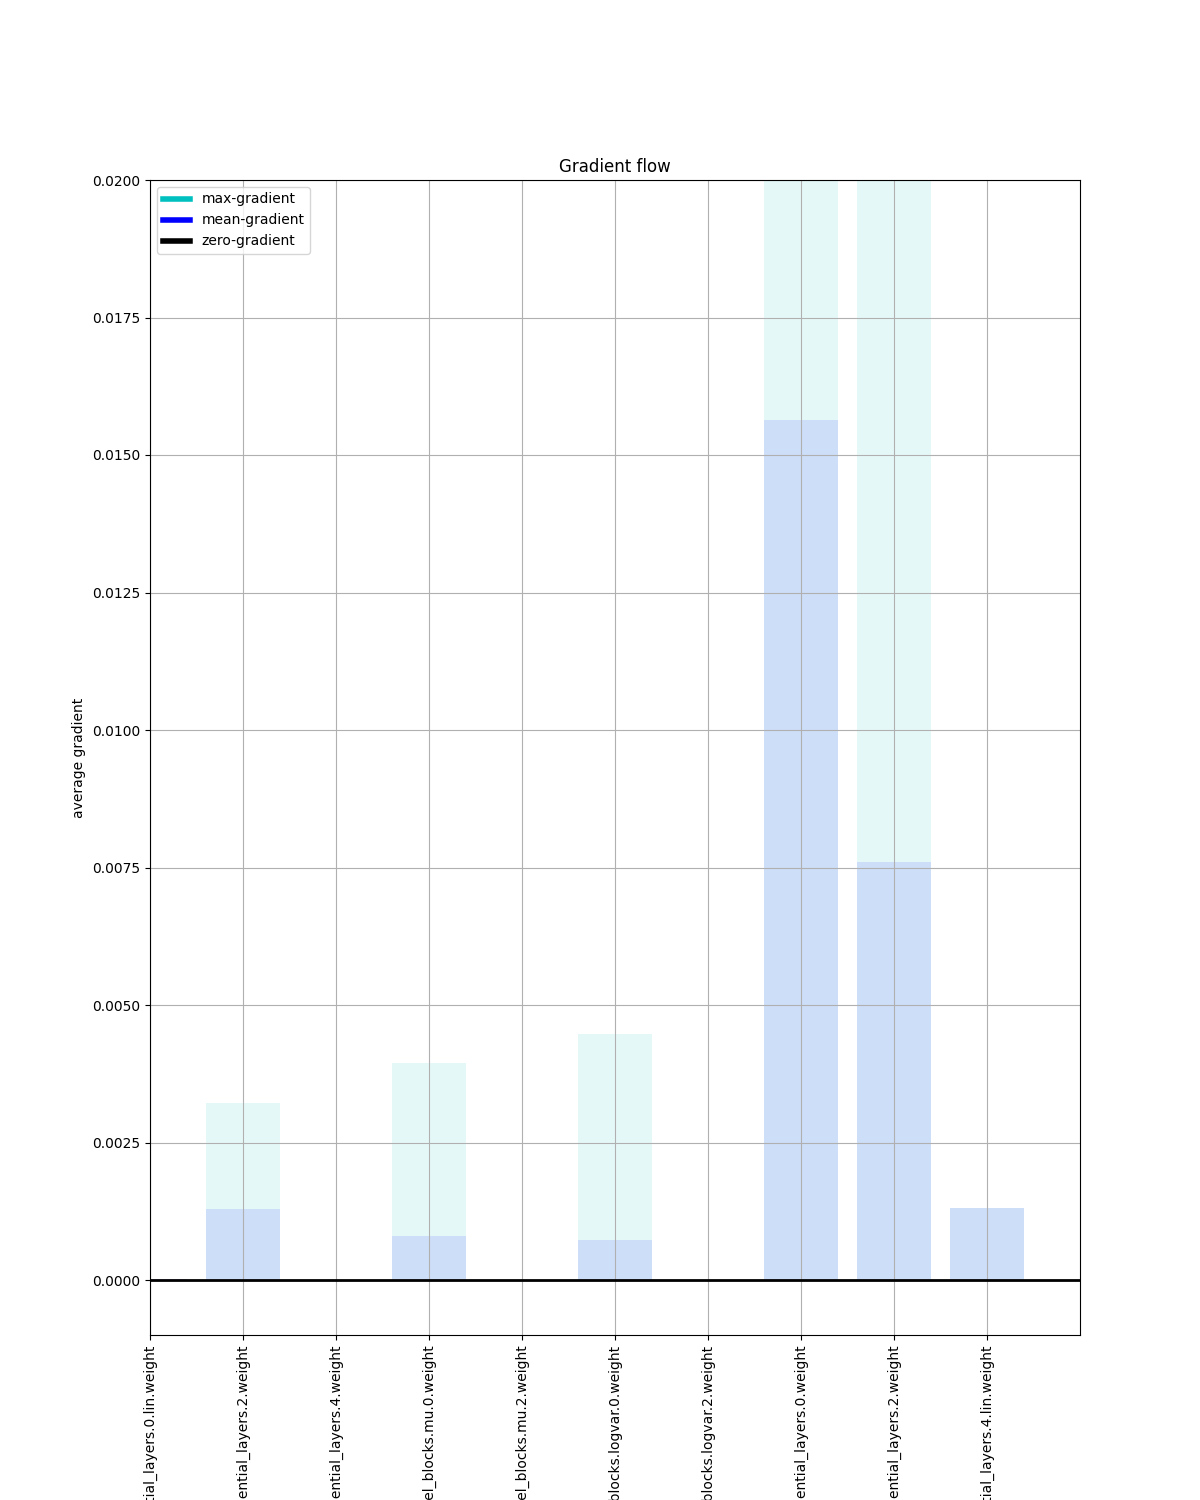 Gradient flow
max-gradient
mean-gradient
zero-gradient
0.0200
0.0175
0.0150
0.0125
0.0100
0.0075
0.0050
0.0025
0.0000
average gradient
tial_layers.0.lin.weight
ential_layers.2.weight
ential_layers.4.weight
el_blocks.mu.0.weight
el_blocks.mu.2.weight
blocks.logvar.0.weight
blocks.logvar.2.weight
ential_layers.0.weight
ential_layers.2.weight
tial_layers.4.lin.weight